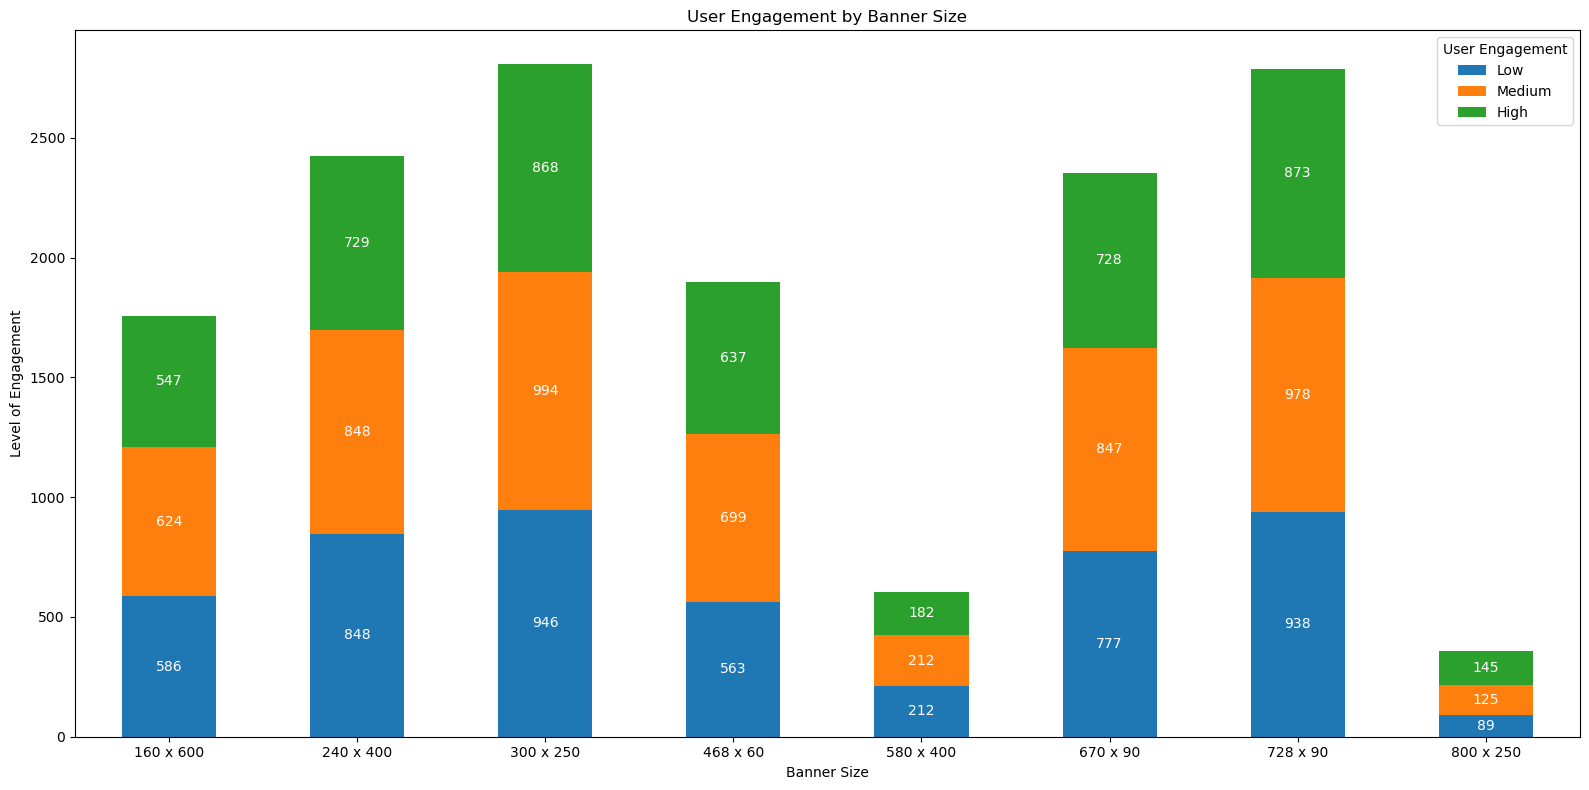 User Engagement by Banner Size
User Engagement
Low
Medium
High
Level of Engagement
2500
2000
1500
1000
500
0
547
624
586
729
848
848
868
994
946
637
699
563
182
212
212
728
847
777
873
978
938
145
125
89
160 x 600
240 x 400
300 x 250
468 x 60
580 x 400
670 x 90
728 x 90
800 x 250
Banner Size